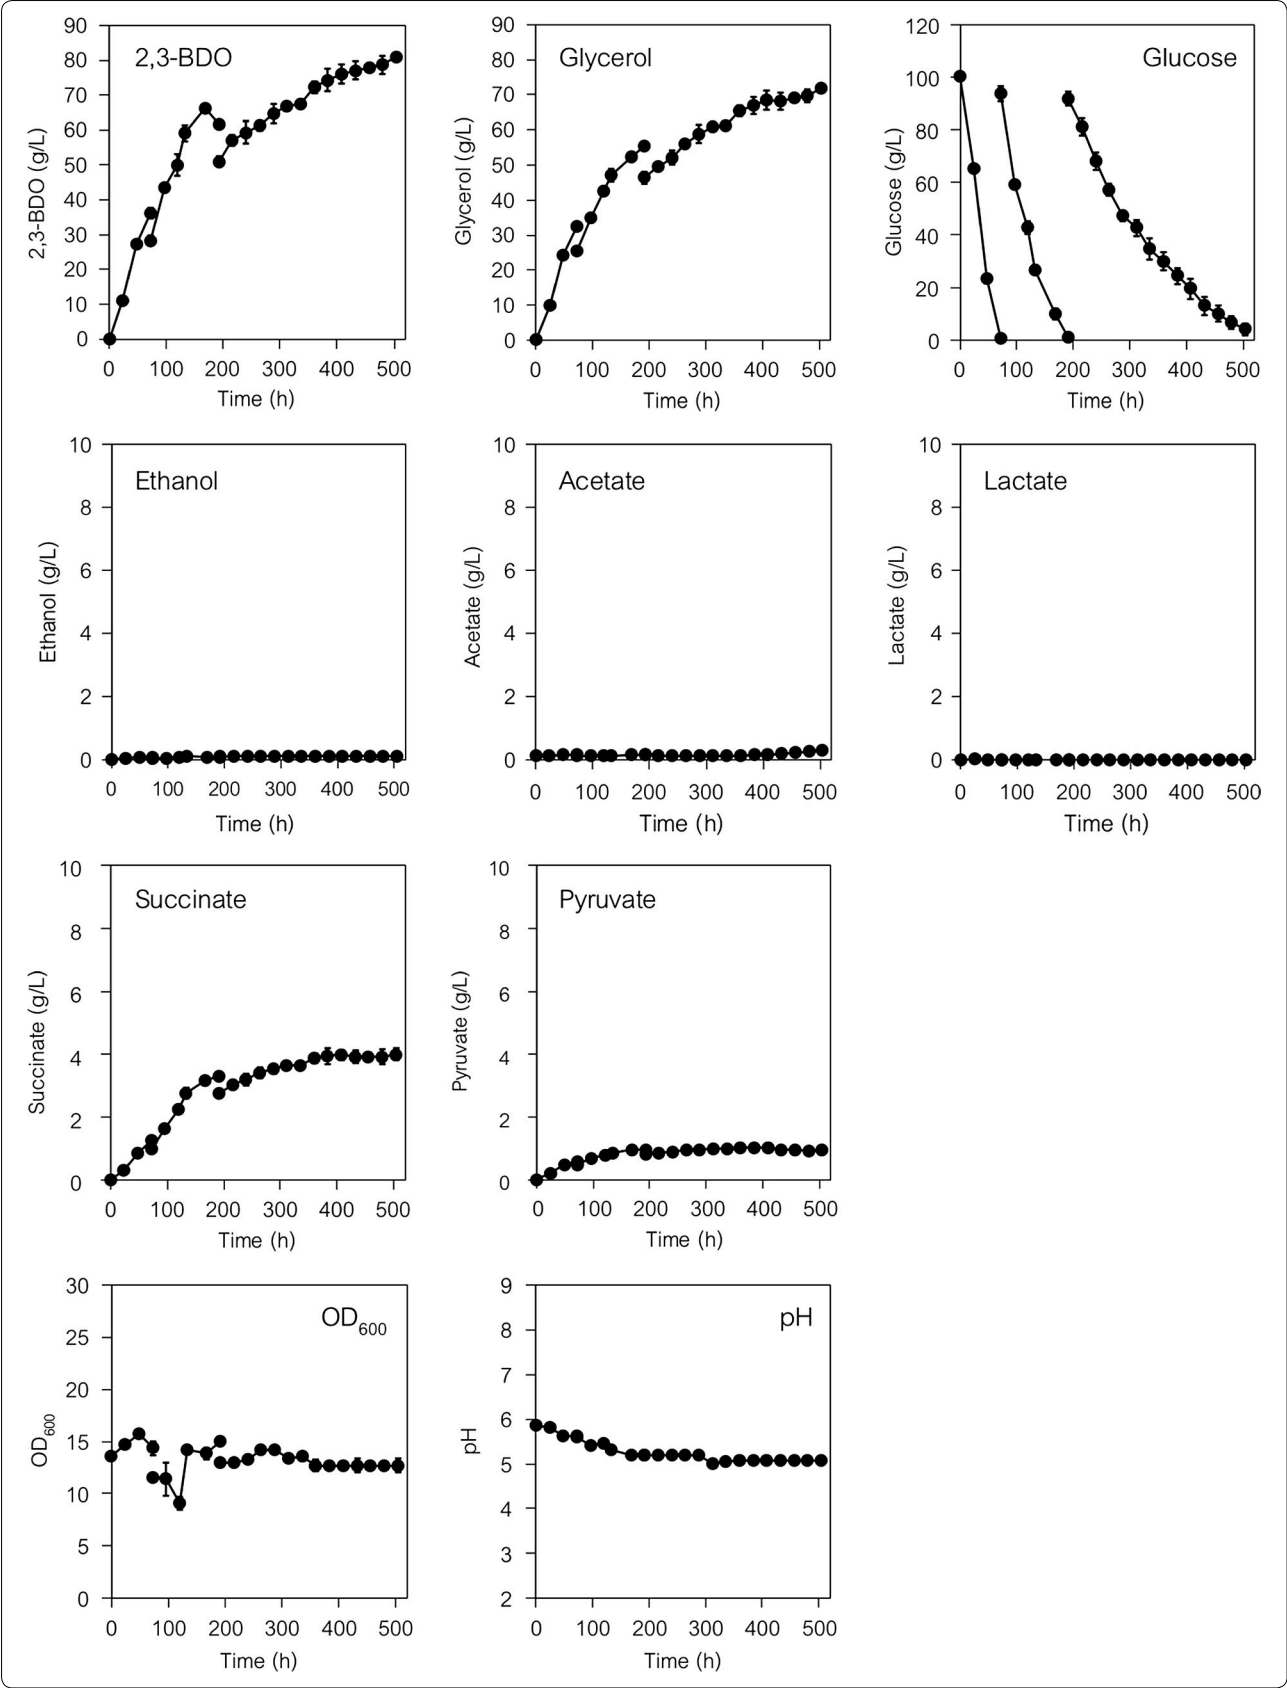 2,3-BDO
2,3-BDO (g/L)
90
80
70
60
50
40
30
20
10
0
0 100 200 300 400 500
Time (h)
Glycerol
Glycerol (g/L)
90
80
70
60
50
40
30
20
10
0
0 100 200 300 400 500
Time (h)
Glucose
Glucose (g/L)
120
100
80
60
40
20
0
0 100 200 300 400 500
Time (h)
Ethanol
Ethanol (g/L)
10
8
6
4
2
0
0 100 200 300 400 500
Time (h)
Acetate
Acetate (g/L)
10
8
6
4
2
0
0 100 200 300 400 500
Time (h)
Lactate
Lactate (g/L)
10
8
6
4
2
0
0 100 200 300 400 500
Time (h)
Succinate
Succinate (g/L)
10
8
6
4
2
0
0 100 200 300 400 500
Time (h)
Pyruvate
Pyruvate (g/L)
10
8
6
4
2
0
0 100 200 300 400 500
Time (h)
OD600
OD600
30
25
20
15
10
5
0
0 100 200 300 400 500
Time (h)
pH
pH
9
8
7
6
5
4
3
2
0 100 200 300 400 500
Time (h)